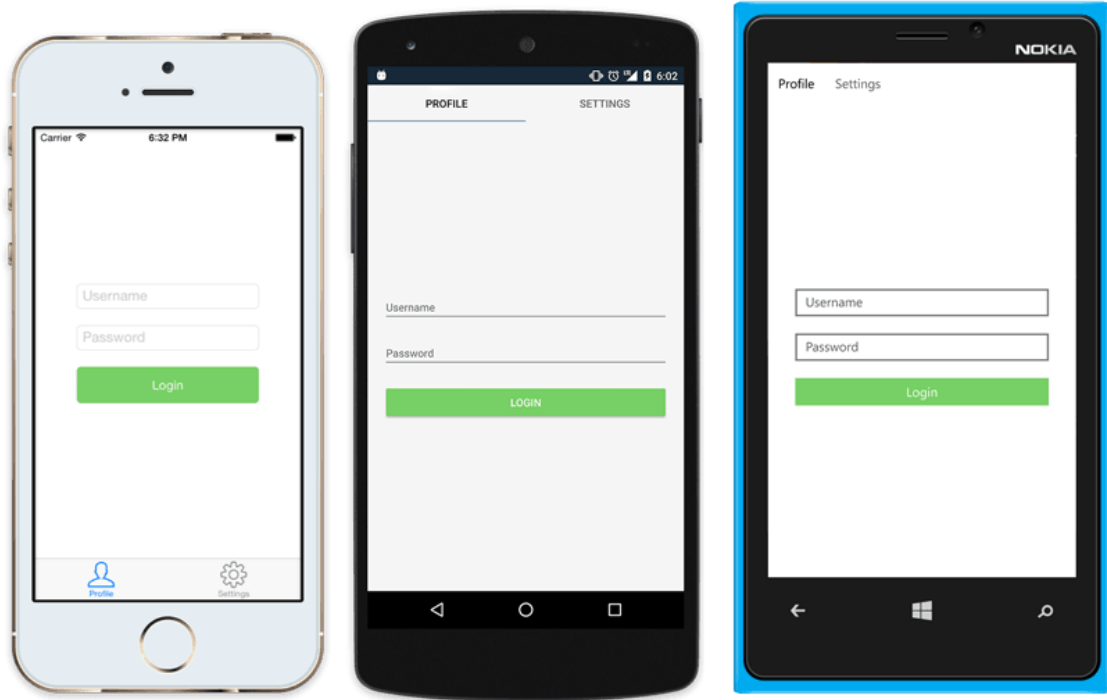 Carrier 6:32 PM
Username
Password
Login
Profile Settings
6:02
PROFILE SETTINGS
Username
Password
LOGIN
NOKIA
Profile Settings
Username
Password
Login